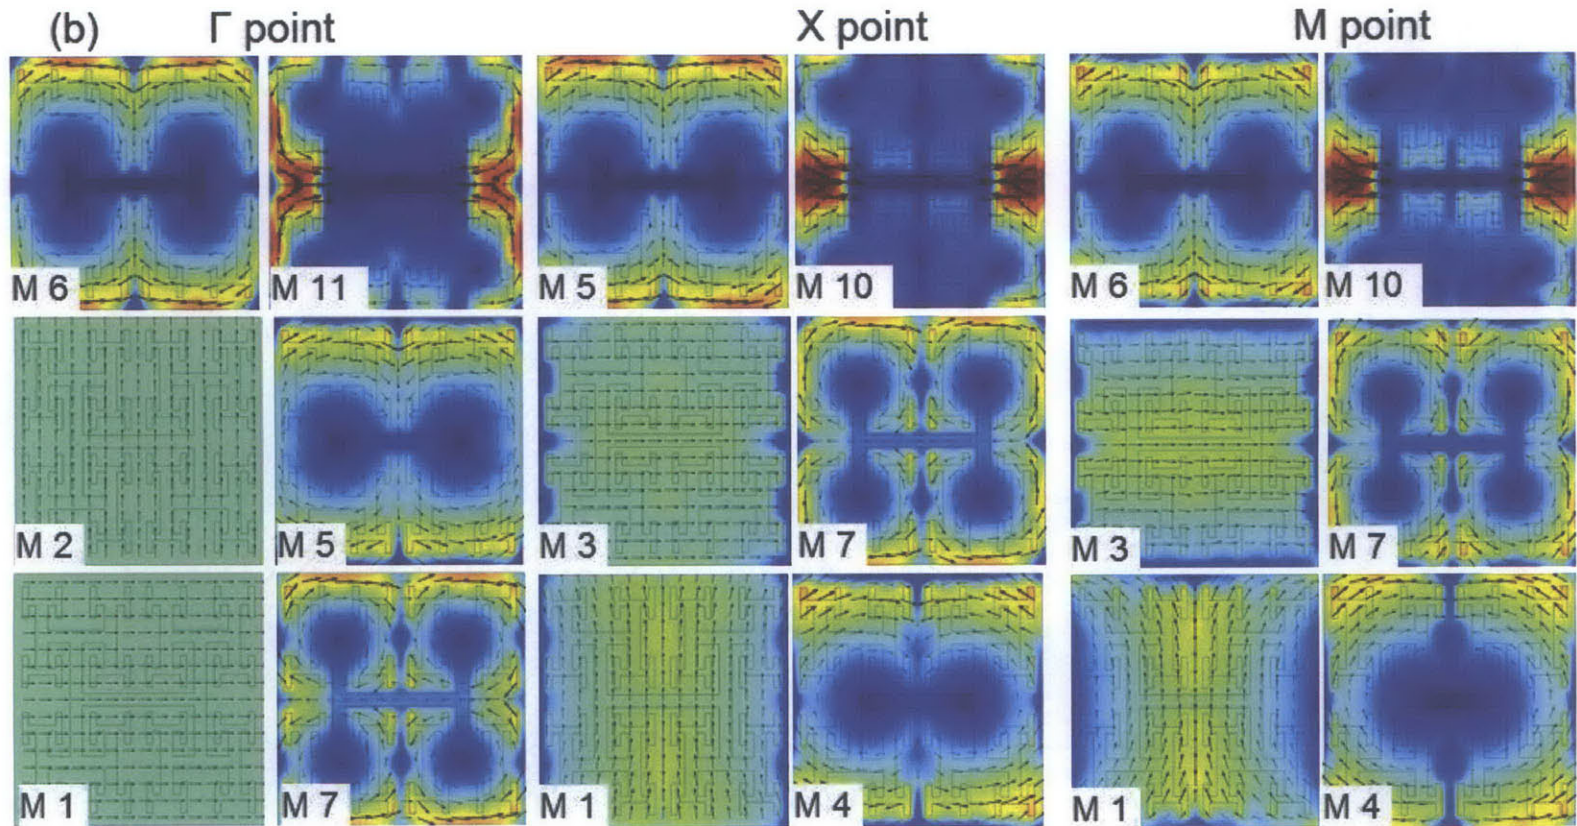 (b) Γ point X point M point
M 6 M 11 M 5 M 10 M 6 M 10
M 2 M 5 M 3 M 7 M 3 M 7
M 1 M 7 M 1 M 4 M 1 M 4